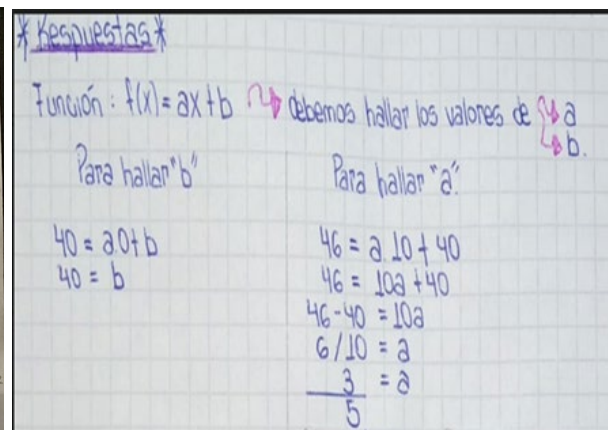 *Respuestas*
Función: f(x) = ax+b debemos hallar los valores de a
b.
Para hallar "b"
40 = a.0+b
40 = b
Para hallar "a".
46 = a.10+40
46 = 10a+40
46-40 = 10a
6/10 = a
3 = a
5